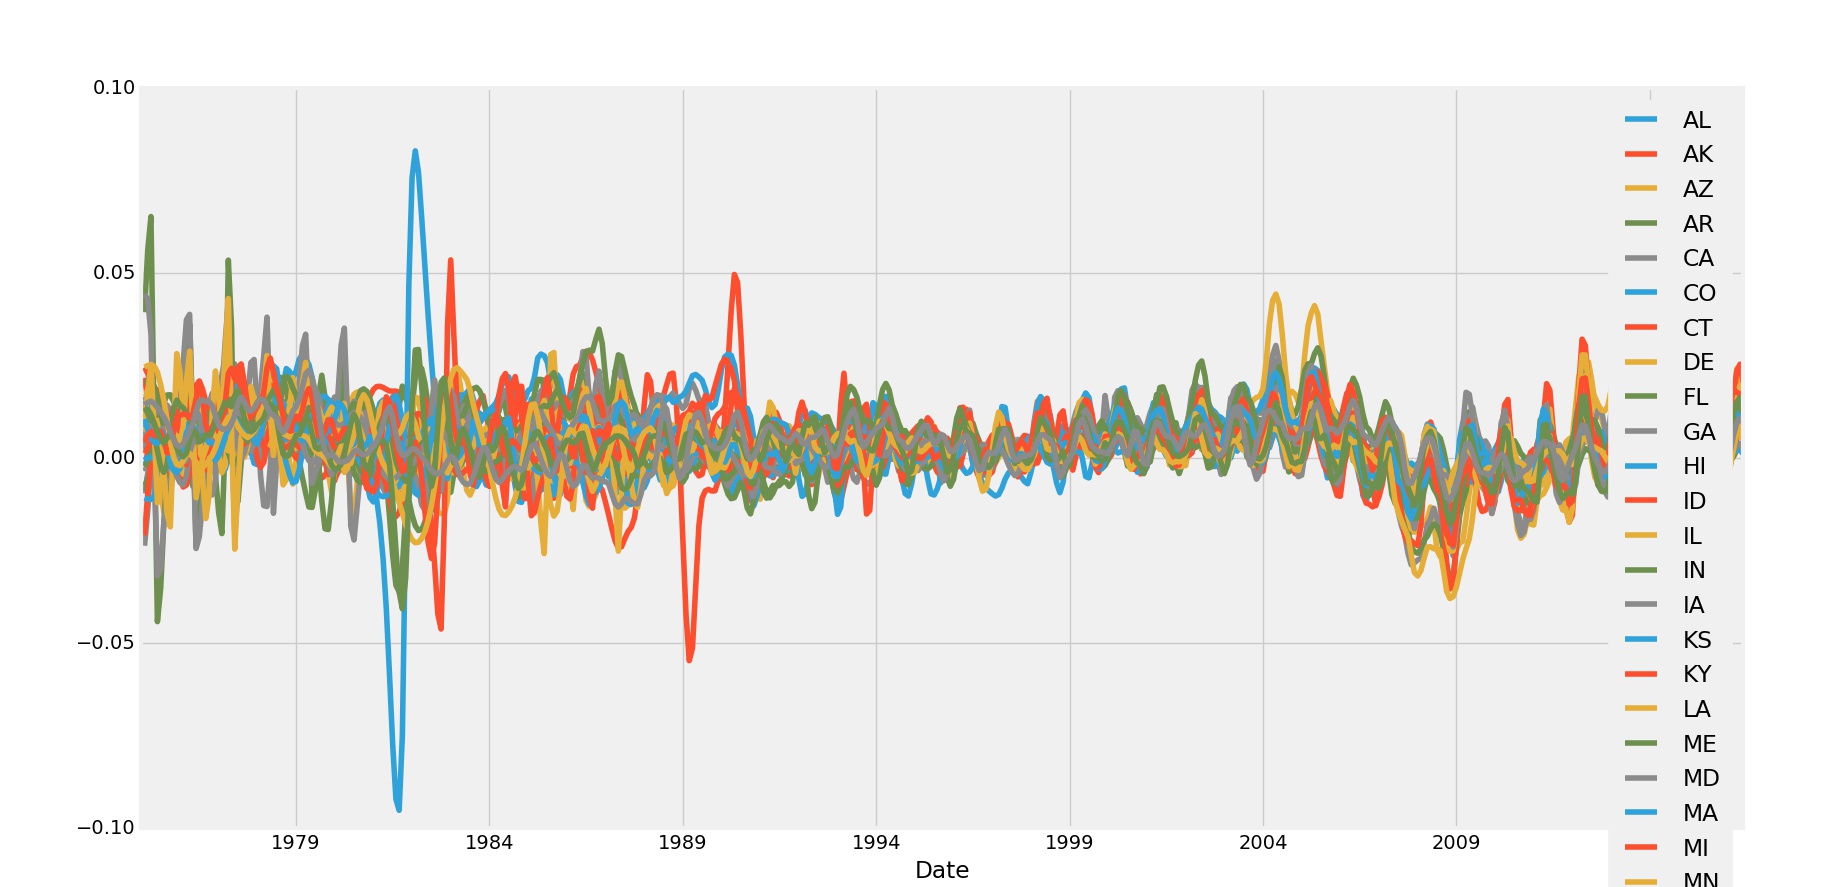 0.10
0.05
0.00
−0.05
−0.10
1979 1984 1989 1994 1999 2004 2009
Date
AL
AK
AZ
AR
CA
CO
CT
DE
FL
GA
HI
ID
IL
IN
IA
KS
KY
LA
ME
MD
MA
MI
MN